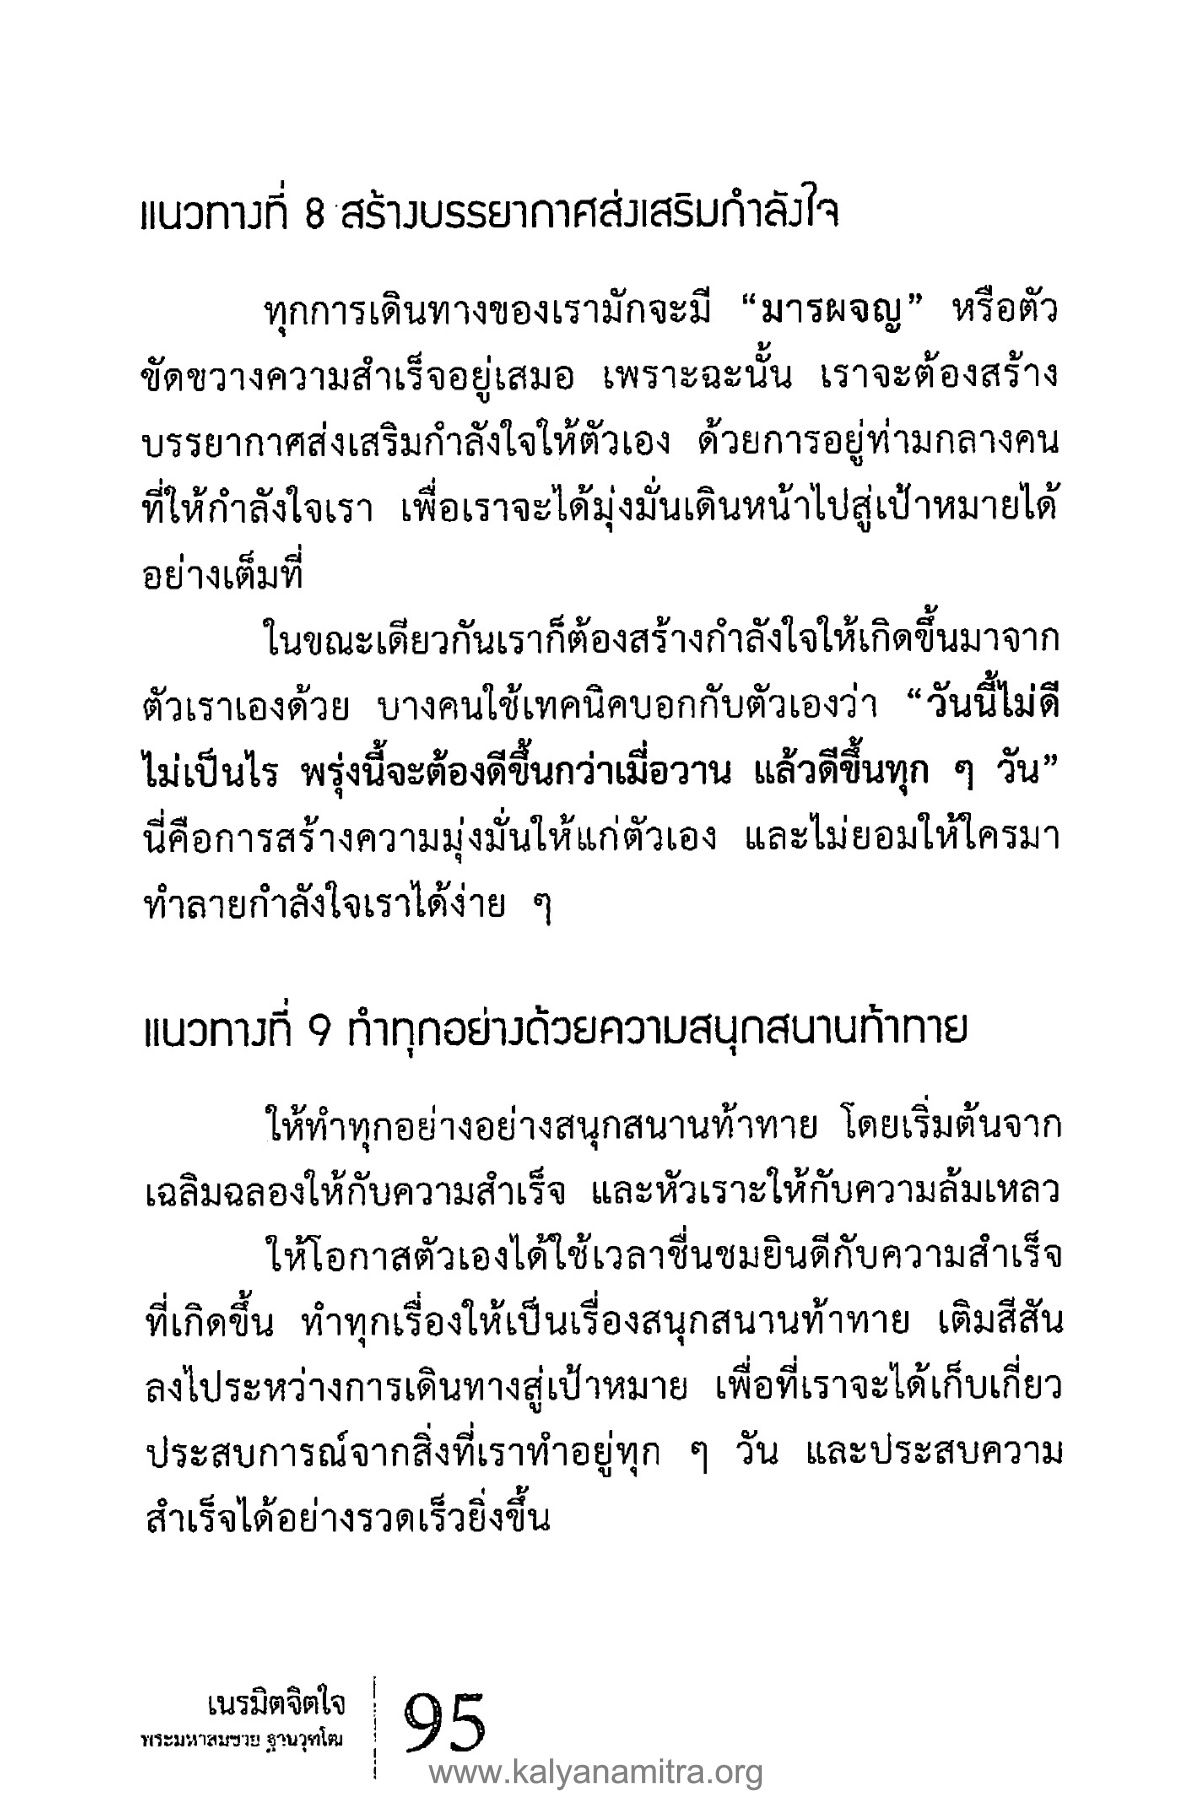 แนวทางที่ 8 สร้างบรรยากาศส่งเสริมกำลังใจ
ทุกการเดินทางของเรามักจะมี “มารผจญ” หรือตัว
ขัดขวางความสำเร็จอยู่เสมอ เพราะฉะนั้น เราจะต้องสร้าง
บรรยากาศส่งเสริมกำลังใจให้ตัวเอง ด้วยการอยู่ท่ามกลางคน
ที่ให้กำลังใจเรา เพื่อเราจะได้มุ่งมั่นเดินหน้าไปสู่เป้าหมายได้
อย่างเต็มที่
ในขณะเดียวกันเราก็ต้องสร้างกำลังใจให้เกิดขึ้นมาจาก
ตัวเราเองด้วย บางคนใช้เทคนิคบอกกับตัวเองว่า “วันนี้ไม่ดี
ไม่เป็นไร พรุ่งนี้จะต้องดีขึ้นกว่าเมื่อวาน แล้วดีขึ้นทุก ๆ วัน”
นี่คือการสร้างความมุ่งมั่นให้แก่ตัวเอง และไม่ยอมให้ใครมา
ทำลายกำลังใจเราได้ง่าย ๆ
แนวทางที่ 9 ทำทุกอย่างด้วยความสนุกสนานท้าทาย
ให้ทำทุกอย่างอย่างสนุกสนานท้าทาย โดยเริ่มต้นจาก
เฉลิมฉลองให้กับความสำเร็จ และหัวเราะให้กับความล้มเหลว
ให้โอกาสตัวเองได้ใช้เวลาชื่นชมยินดีกับความสำเร็จ
ที่เกิดขึ้น ทำทุกเรื่องให้เป็นเรื่องสนุกสนานท้าทาย เติมสีสัน
ลงไประหว่างการเดินทางสู่เป้าหมาย เพื่อที่เราจะได้เก็บเกี่ยว
ประสบการณ์จากสิ่งที่เราทำอยู่ทุก ๆ วัน และประสบความ
สำเร็จได้อย่างรวดเร็วยิ่งขึ้น
เนรมิตจิตใจ
พระมหาสมชาย ฐานวุฑโฒ
95
www.kalyanamitra.org